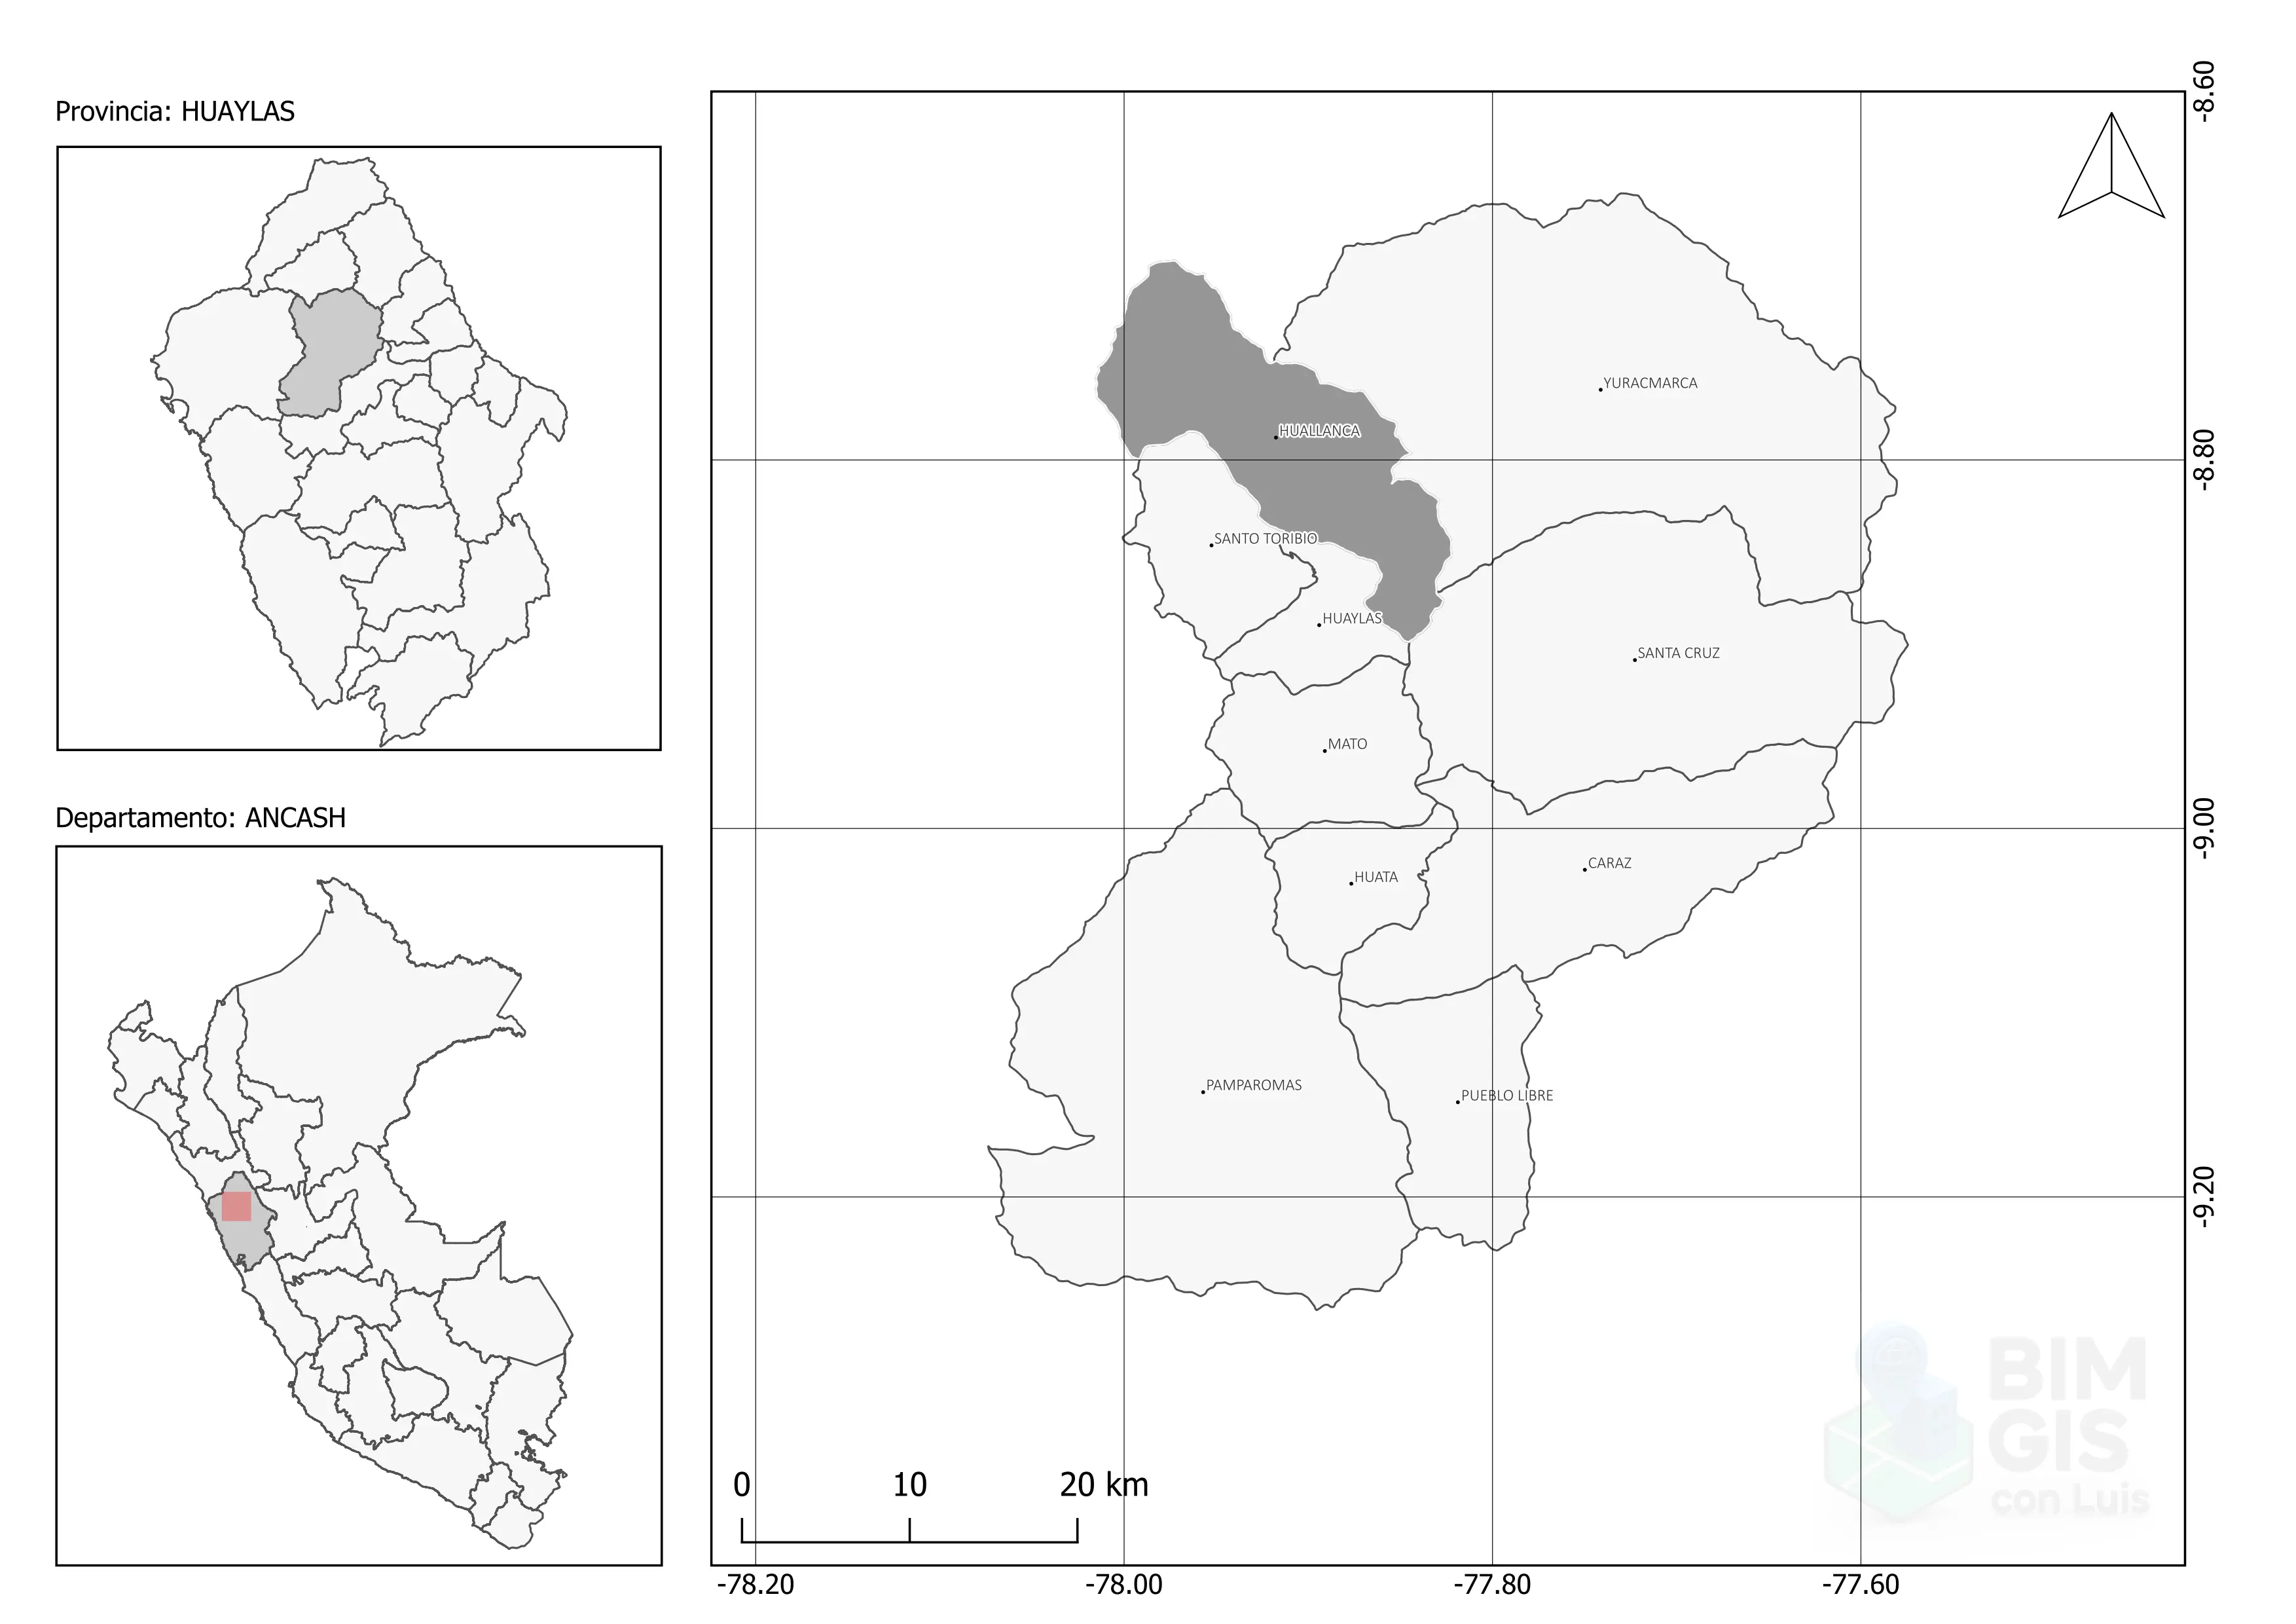 Provincia: HUAYLAS
Departamento: ANCASH
-8.60
YURACMARCA
HUALLANCA
-8.80
SANTO TORIBIO
HUAYLAS
SANTA CRUZ
MATO
-9.00
CARAZ
HUATA
PAMPAROMAS
PUEBLO LIBRE
-9.20
BIM
GIS
con Luis
0 10 20 km
-78.20 -78.00 -77.80 -77.60